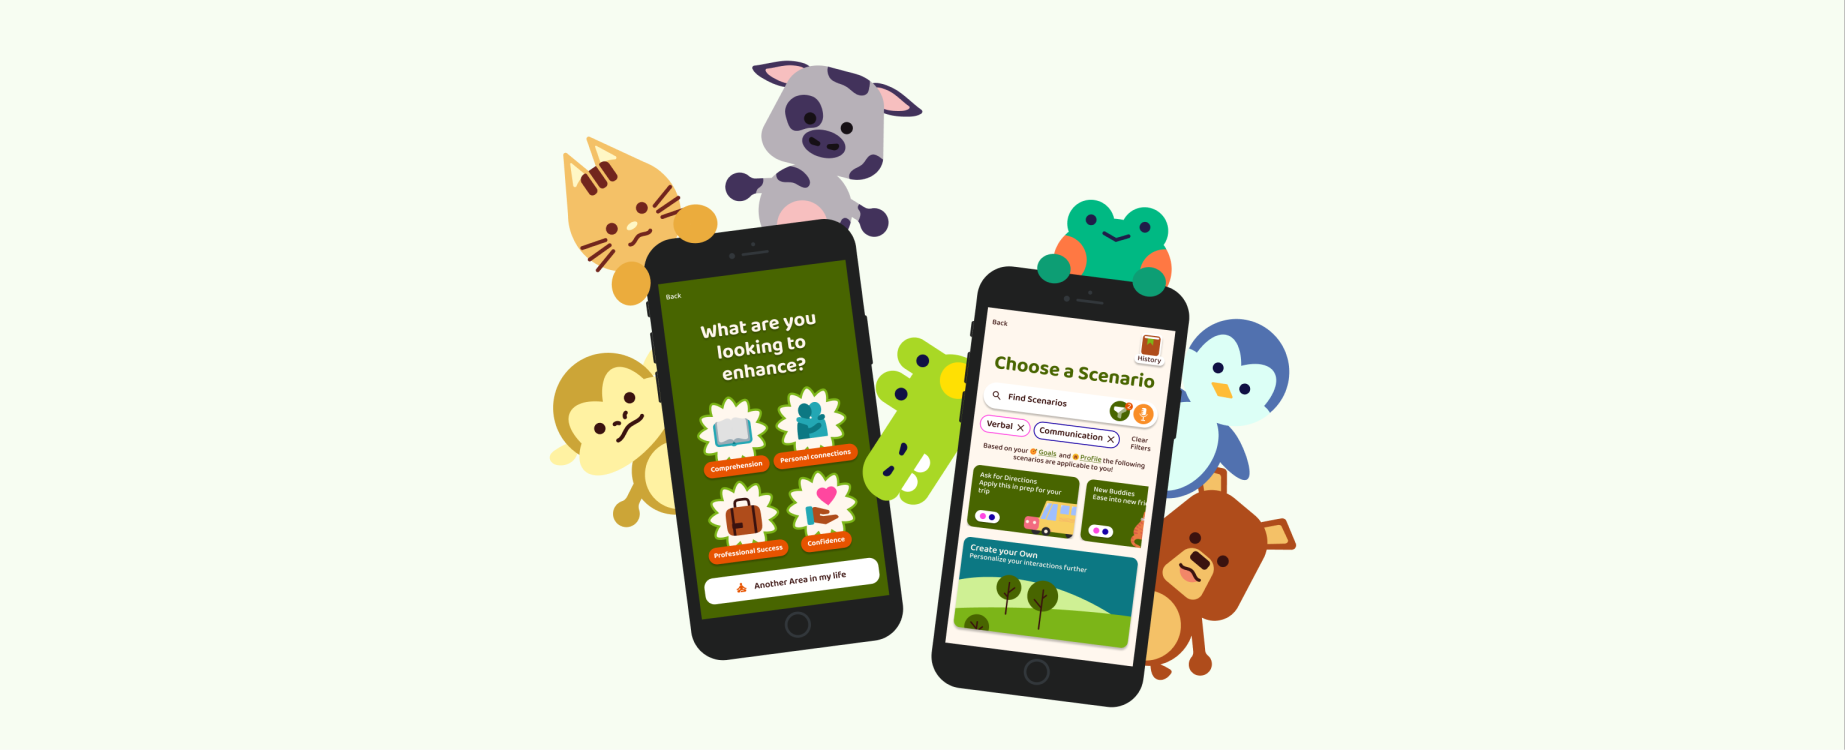 Back
What are you
looking to
enhance?
Comprehension
Personal connections
Professional Success
Confidence
Another Area in my life
Back
History
Choose a Scenario
Find Scenarios
2
Verbal X
Communication X
Clear
Filters
Based on your Goals and Profile the following
scenarios are applicable to you!
Ask for Directions
Apply this in prep for your
trip
New Buddies
Ease into new fri
Create your Own
Personalize your interactions further